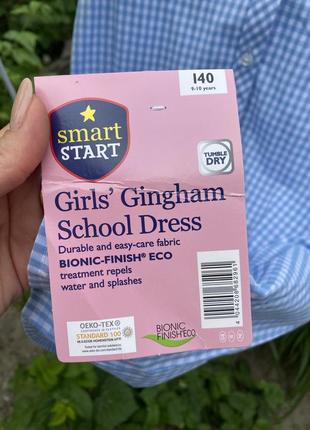 140
9-10 years
smart
START
TUMBLE
DRY
Girls' Gingham
School Dress
Durable and easy-care fabric
BIONIC-FINISH® ECO
treatment repels
water and splashes
OEKO-TEX®
STANDARD 100
BIONIC
FINISH®ECO